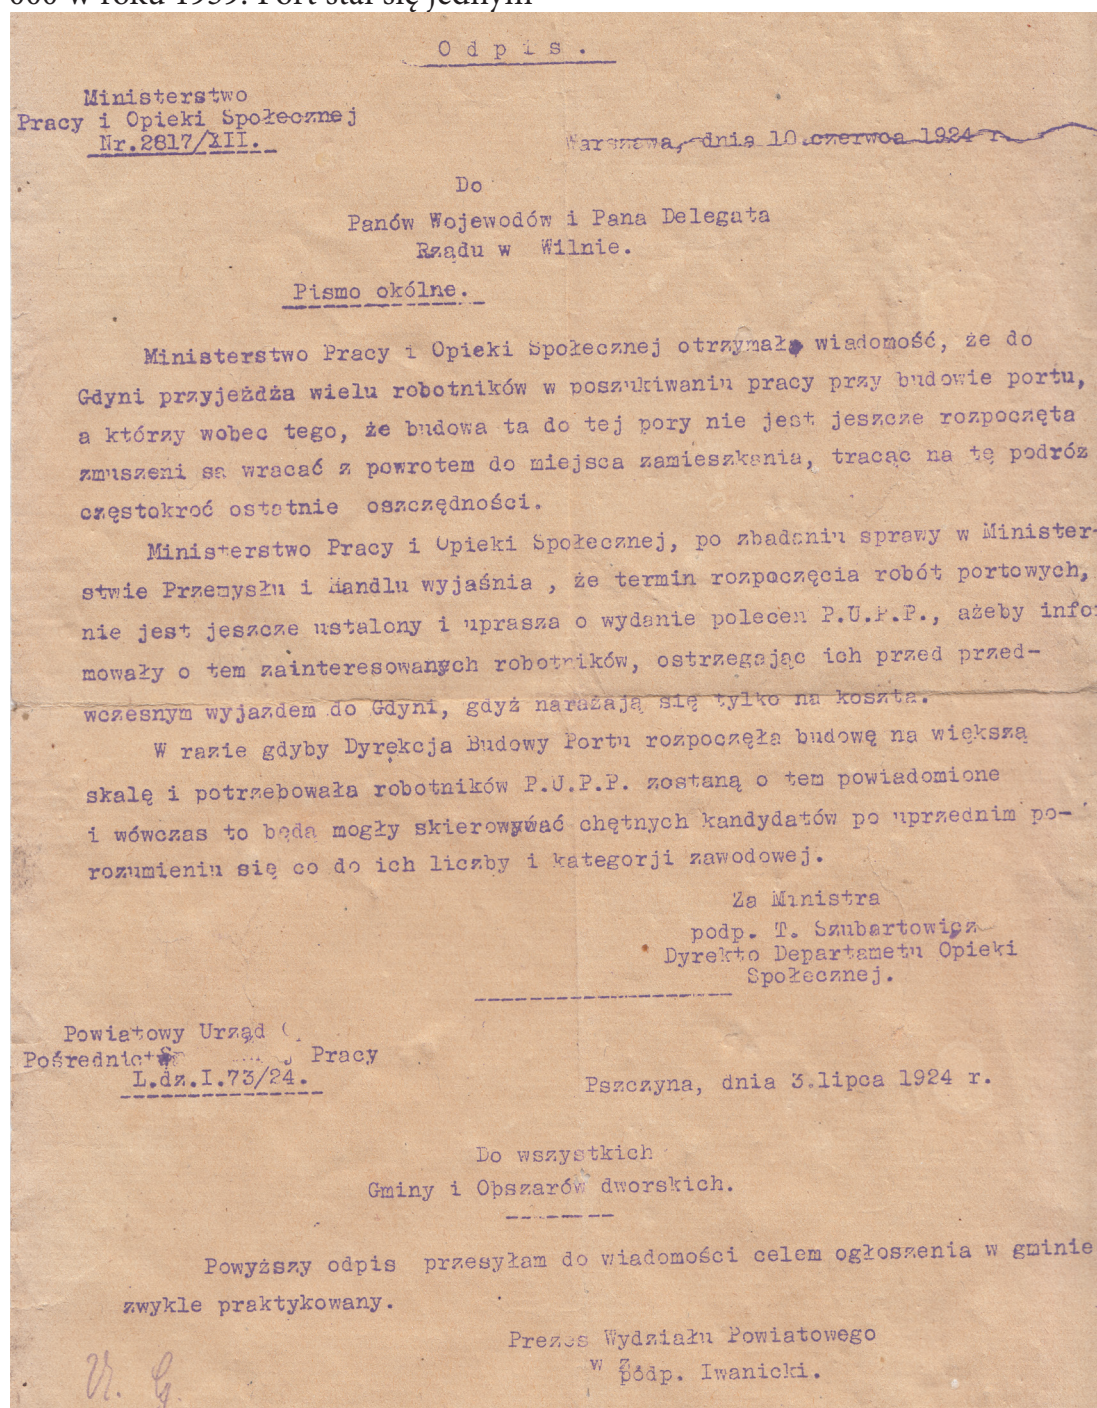 000 w roku 1939. Port stał się jednym
Odpis.
Ministerstwo
Pracy i Opieki Społecznej
Nr.2817/XII.
Warszawa, dnia 10.czerwca 1924 r.
Do
Panów Wojewodów i Pana Delegata
Rządu w Wilnie.
Pismo okólne.
Ministerstwo Pracy i Opieki Społecznej otrzymało wiadomość, że do
Gdyni przyjeżdża wielu robotników w poszukiwaniu pracy przy budowie portu,
a którzy wobec tego, że budowa ta do tej pory nie jest jeszcze rozpoczęta
zmuszeni są wracać z powrotem do miejsca zamieszkania, tracąc na tę podróż
częstokroć ostatnie oszczędności.
Ministerstwo Pracy i Opieki Społecznej, po zbadaniu sprawy w Minister-
stwie Przemysłu i Handlu wyjaśnia , że termin rozpoczęcia robót portowych,
nie jest jeszcze ustalony i uprasza o wydanie poleceń P.U.P.P., ażeby infor
mowały o tem zainteresowanych robotników, ostrzegając ich przed przed-
wczesnym wyjazdem do Gdyni, gdyż narażają się tylko na koszta.
W razie gdyby Dyrekcja Budowy Portu rozpoczęła budowę na większą
skalę i potrzebowała robotników P.U.P.P. zostaną o tem powiadomione
i wówczas to będą mogły skierowywać chętnych kandydatów po uprzednim po-
rozumieniu się co do ich liczby i kategorji zawodowej.
Za Ministra
podp. T. Szubartowicz
Dyrekto Departametu Opieki
Społecznej.
Powiatowy Urząd
Pracy
L.dz.I.73/24.
Pszczyna, dnia 3.lipca 1924 r.
Do wszystkich
Gminy i Obszarów dworskich.
Powyższy odpis przesyłam do wiadomości celem ogłoszenia w gminie
zwykle praktykowany.
Prezes Wydziału Powiatowego
w z.
podp. Iwanicki.